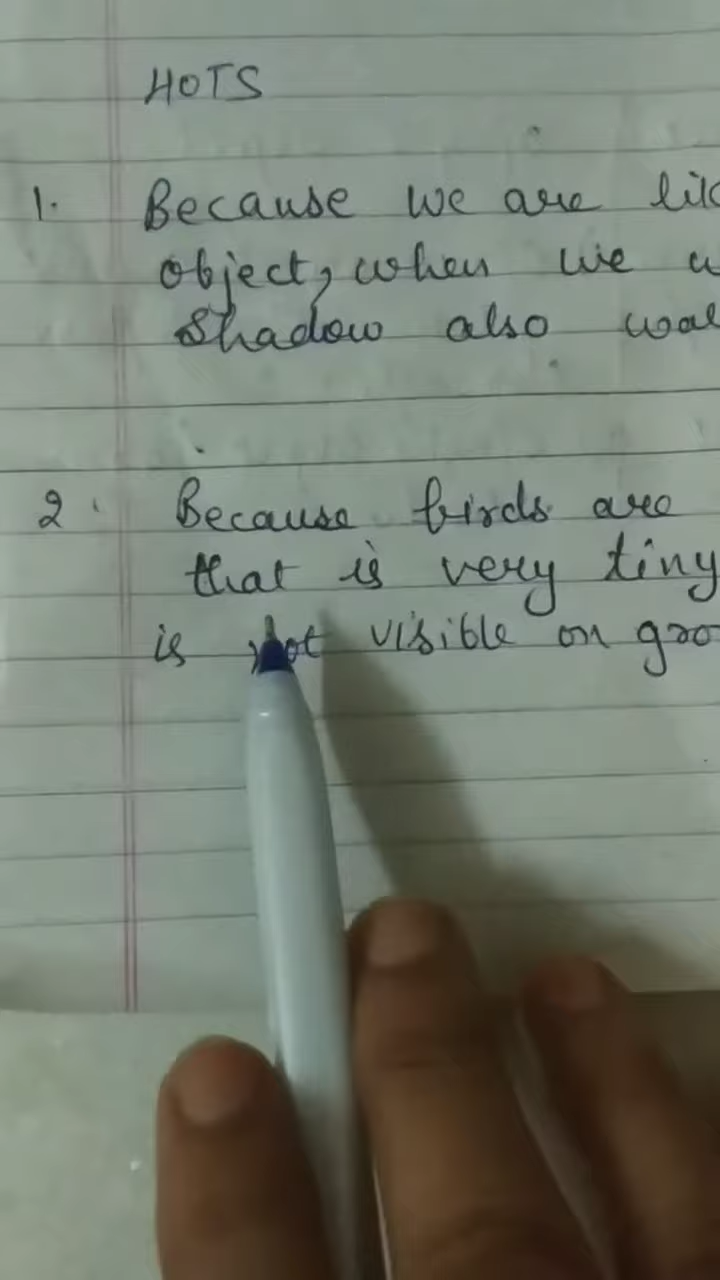 HOTS
1. Because we are
object, when we
shadow also
2. Because birds are
that is very tiny
is not visible on